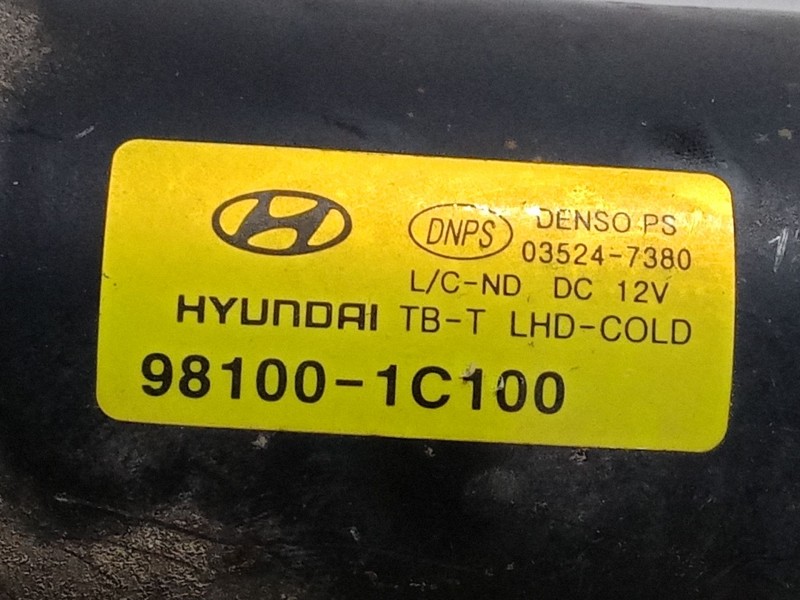 DNPS DENSO PS
03524-7380
L/C-ND DC 12V
HYUNDAI TB-T LHD-COLD
98100-1C100